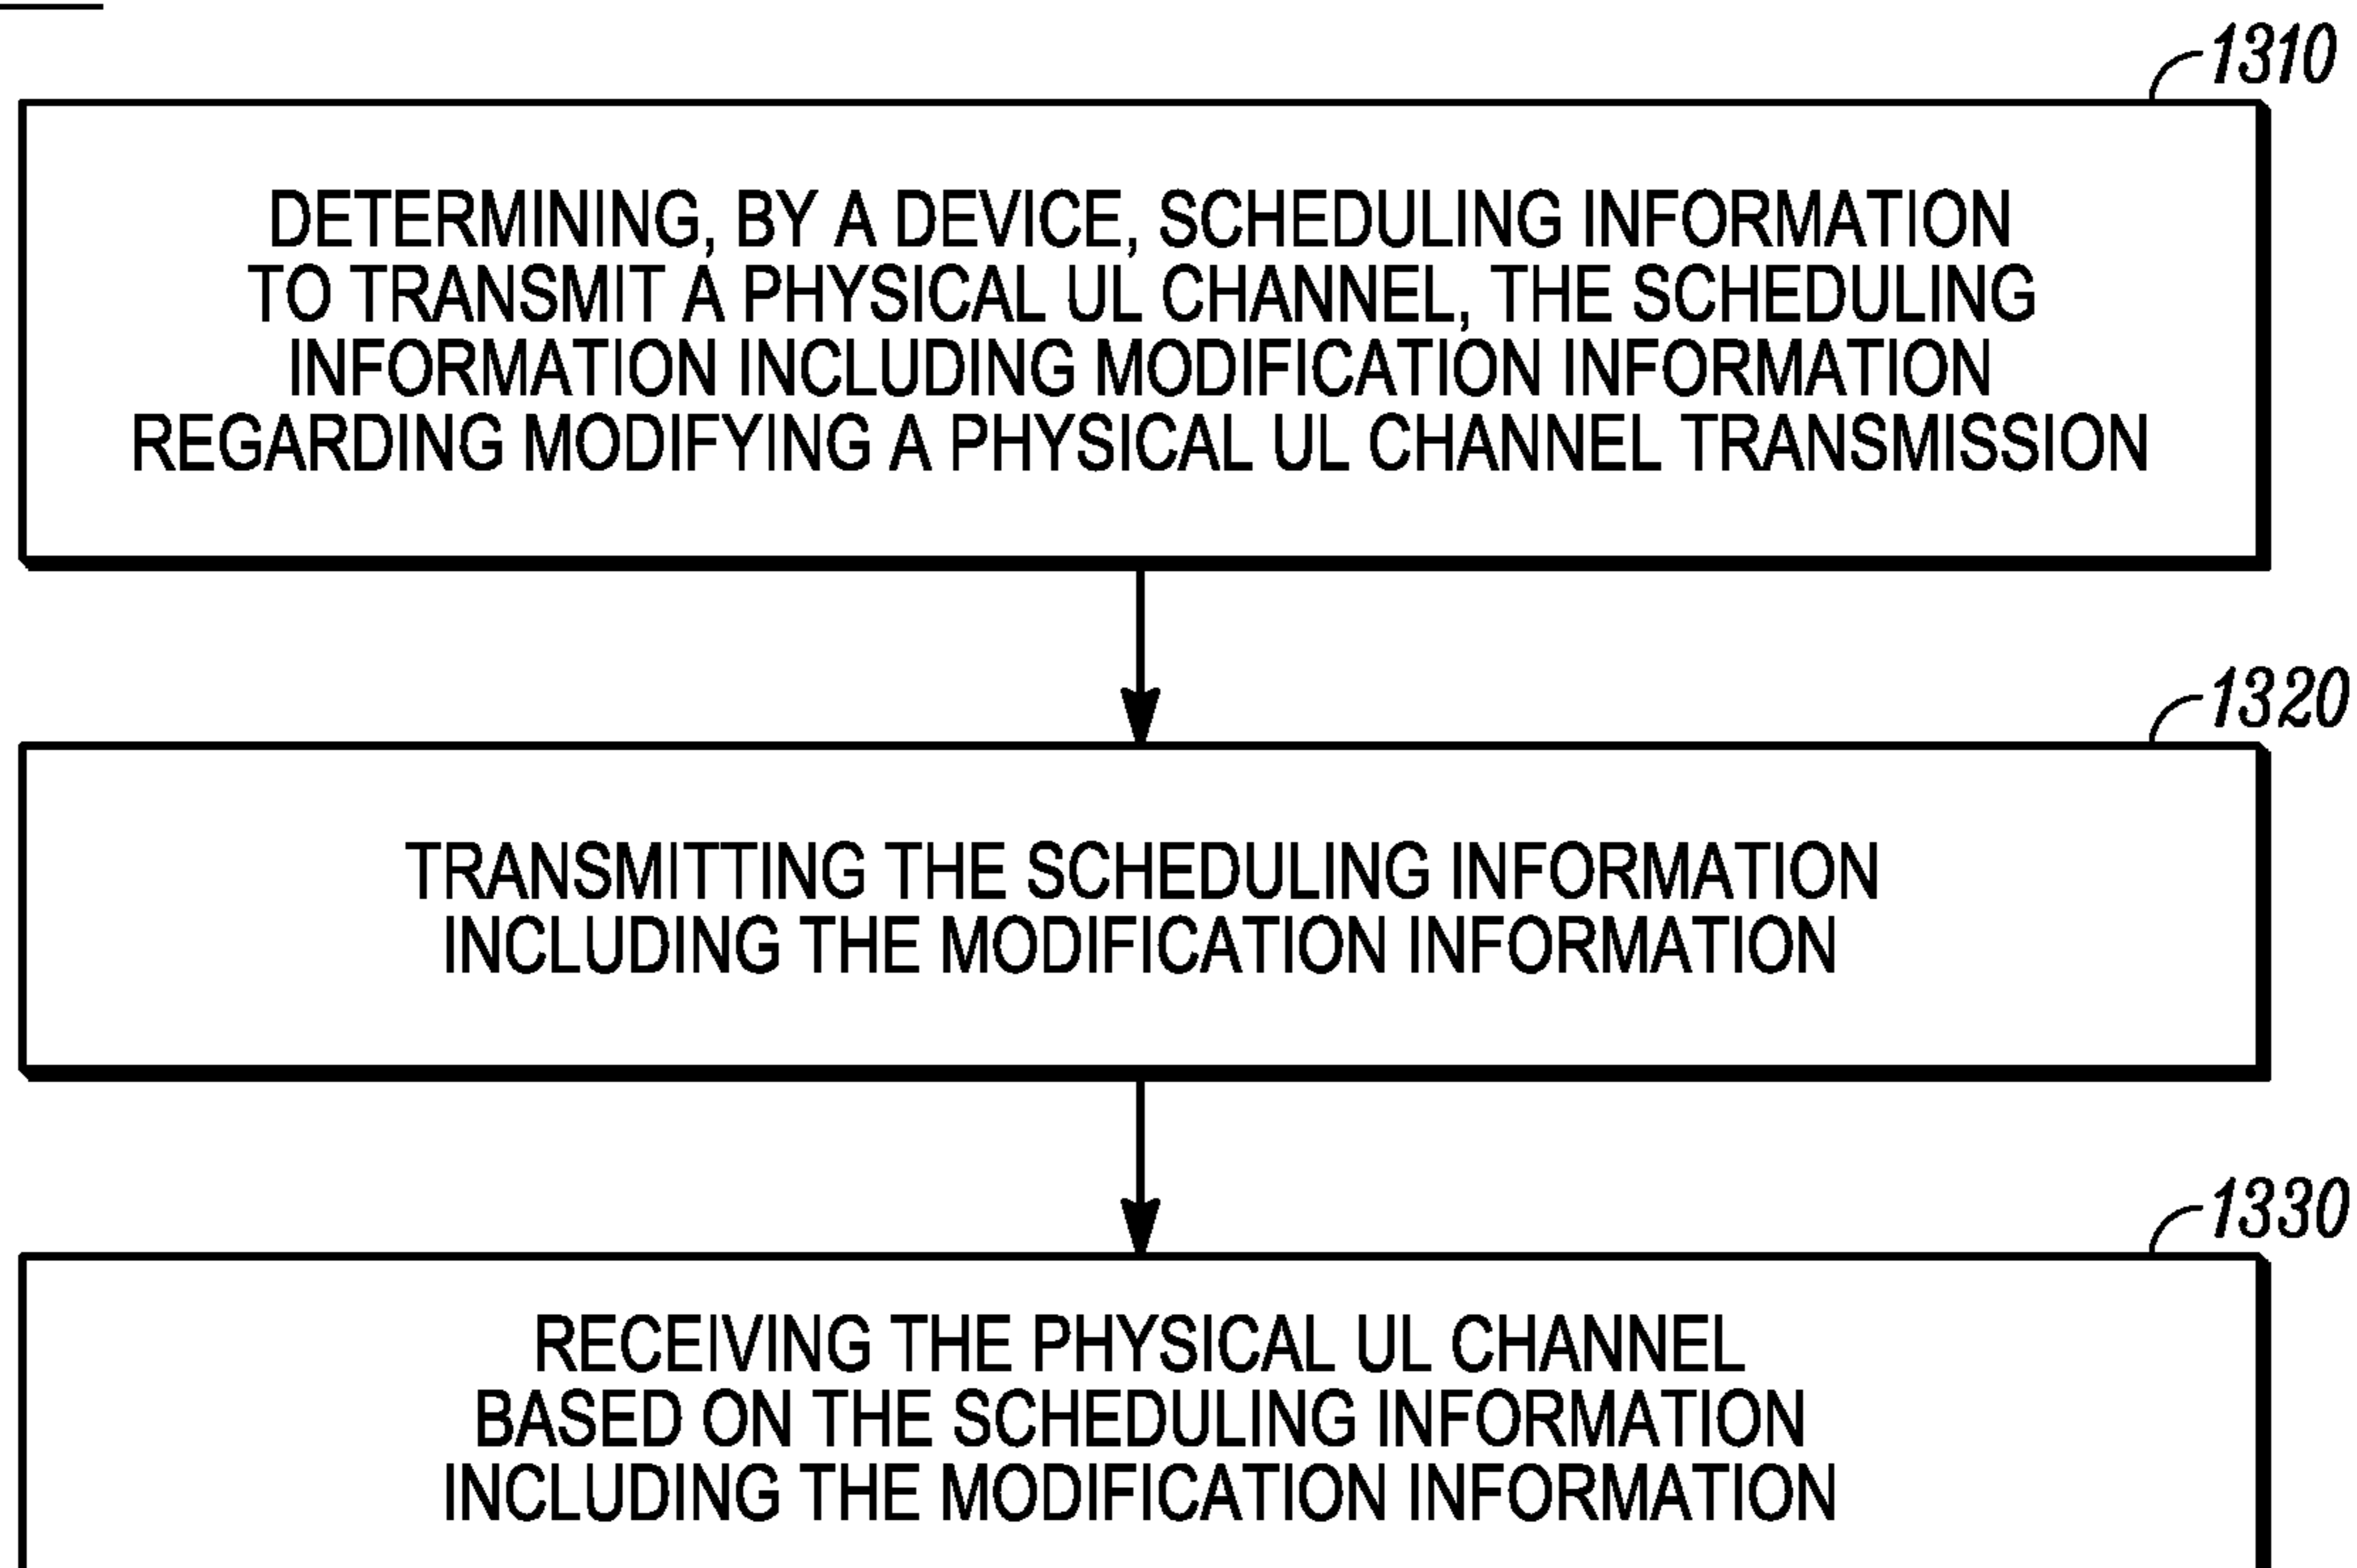 1310
DETERMINING, BY A DEVICE, SCHEDULING INFORMATION
TO TRANSMIT A PHYSICAL UL CHANNEL, THE SCHEDULING
INFORMATION INCLUDING MODIFICATION INFORMATION
REGARDING MODIFYING A PHYSICAL UL CHANNEL TRANSMISSION
1320
TRANSMITTING THE SCHEDULING INFORMATION
INCLUDING THE MODIFICATION INFORMATION
1330
RECEIVING THE PHYSICAL UL CHANNEL
BASED ON THE SCHEDULING INFORMATION
INCLUDING THE MODIFICATION INFORMATION